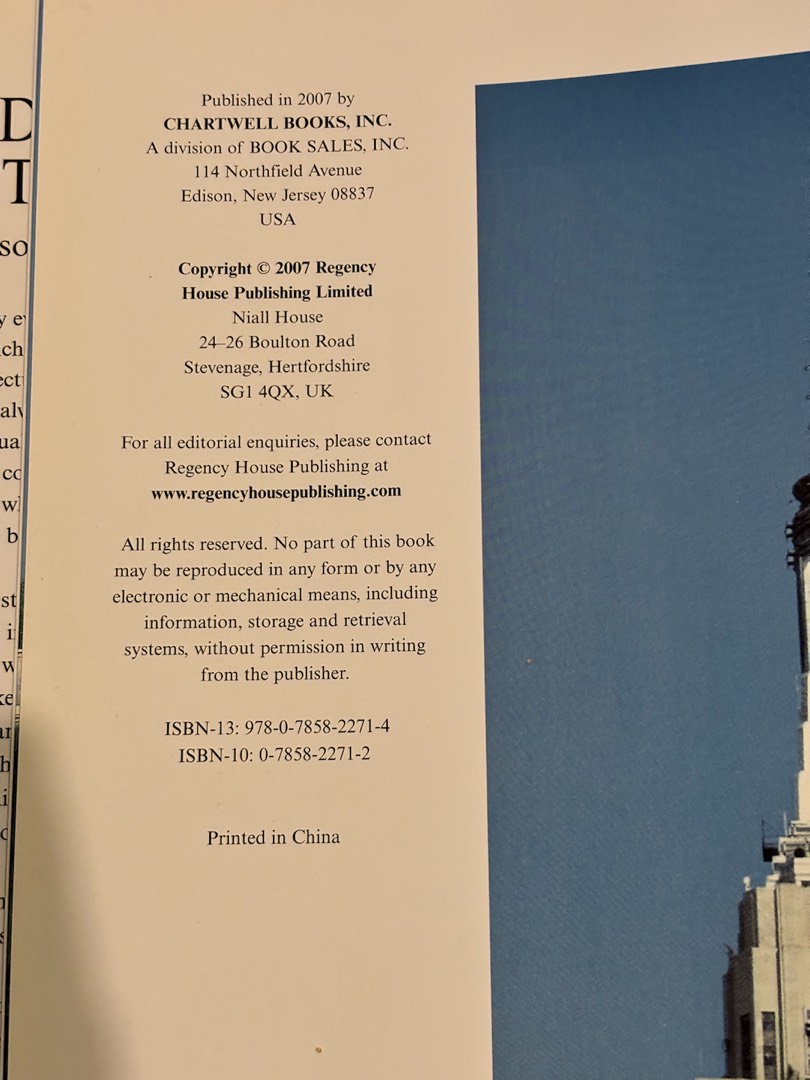 Published in 2007 by
CHARTWELL BOOKS, INC.
A division of BOOK SALES, INC.
114 Northfield Avenue
Edison, New Jersey 08837
USA
Copyright © 2007 Regency
House Publishing Limited
Niall House
24–26 Boulton Road
Stevenage, Hertfordshire
SG1 4QX, UK
For all editorial enquiries, please contact
Regency House Publishing at
www.regencyhousepublishing.com
All rights reserved. No part of this book
may be reproduced in any form or by any
electronic or mechanical means, including
information, storage and retrieval
systems, without permission in writing
from the publisher.
ISBN-13: 978-0-7858-2271-4
ISBN-10: 0-7858-2271-2
Printed in China